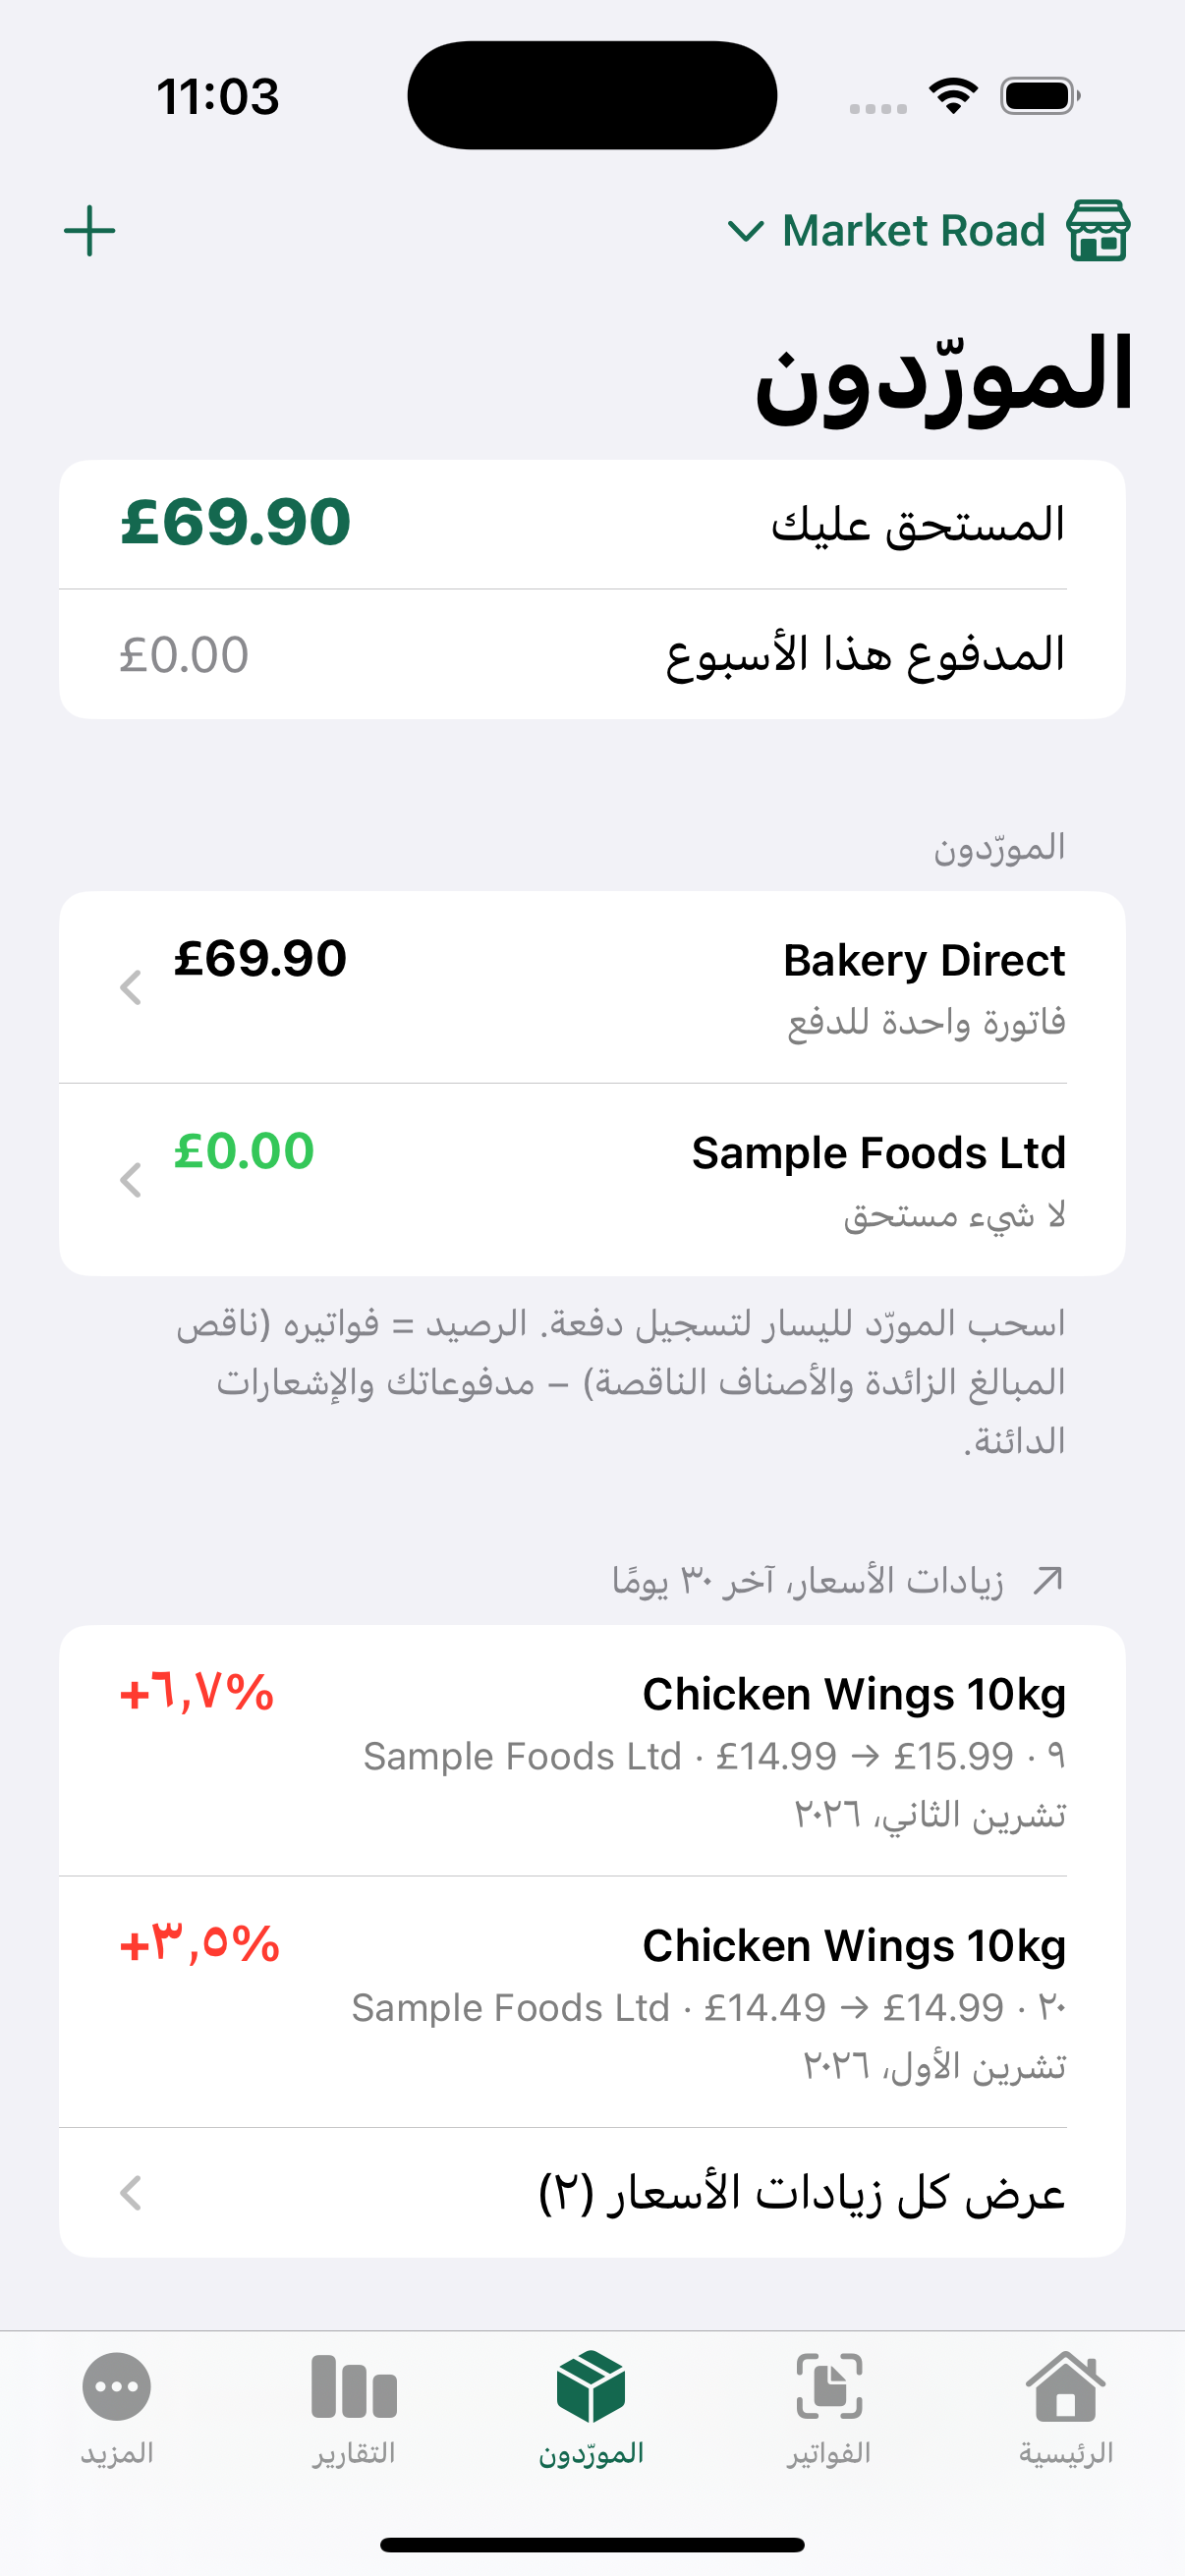 11:03
Market Road
المورّدون
المستحق عليك
£69.90
المدفوع هذا الأسبوع
£0.00
المورّدون
Bakery Direct
£69.90
فاتورة واحدة للدفع
Sample Foods Ltd
£0.00
لا شيء مستحق
اسحب المورّد لليسار لتسجيل دفعة. الرصيد = فواتيره (ناقص
المبالغ الزائدة والأصناف الناقصة) – مدفوعاتك والإشعارات
الدائنة.
زيادات الأسعار، آخر ٣٠ يومًا
Chicken Wings 10kg
+٦٫٧%
Sample Foods Ltd · £14.99 → £15.99 · ٩
تشرين الثاني، ٢٠٢٦
Chicken Wings 10kg
+٣٫٥%
Sample Foods Ltd · £14.49 → £14.99 · ٢٠
تشرين الأول، ٢٠٢٦
عرض كل زيادات الأسعار (٢)
الرئيسية
الفواتير
المورّدون
التقارير
المزيد